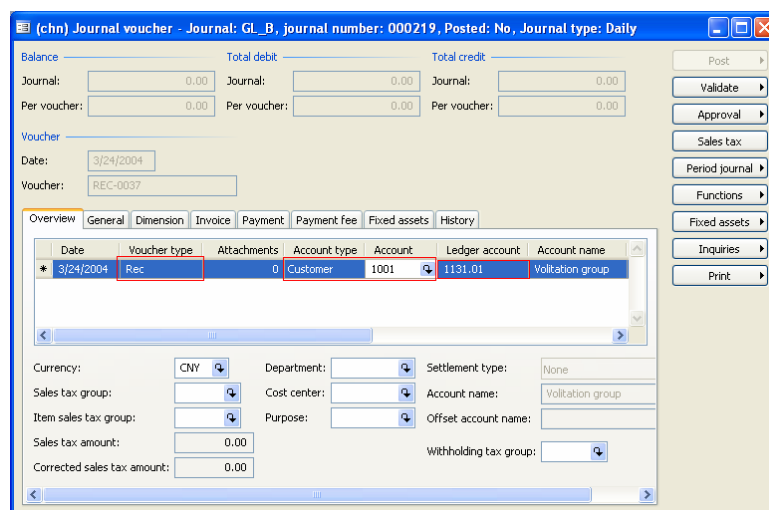 (chn) Journal voucher - Journal: GL_B, journal number: 000219, Posted: No, Journal type: Daily
Balance Total debit Total credit
Journal: 0.00 Journal: 0.00 Journal: 0.00
Per voucher: 0.00 Per voucher: 0.00 Per voucher: 0.00
Voucher
Date: 3/24/2004
Voucher: REC-0037
Post
Validate
Approval
Sales tax
Period journal
Functions
Fixed assets
Inquiries
Print
Overview General Dimension Invoice Payment Payment fee Fixed assets History
Date Voucher type Attachments Account type Account Ledger account Account name
* 3/24/2004 Rec 0 Customer 1001 1131.01 Volitation group
Currency: CNY Department: Settlement type: None
Sales tax group: Cost center: Account name: Volitation group
Item sales tax group: Purpose: Offset account name:
Sales tax amount: 0.00 Withholding tax group:
Corrected sales tax amount: 0.00